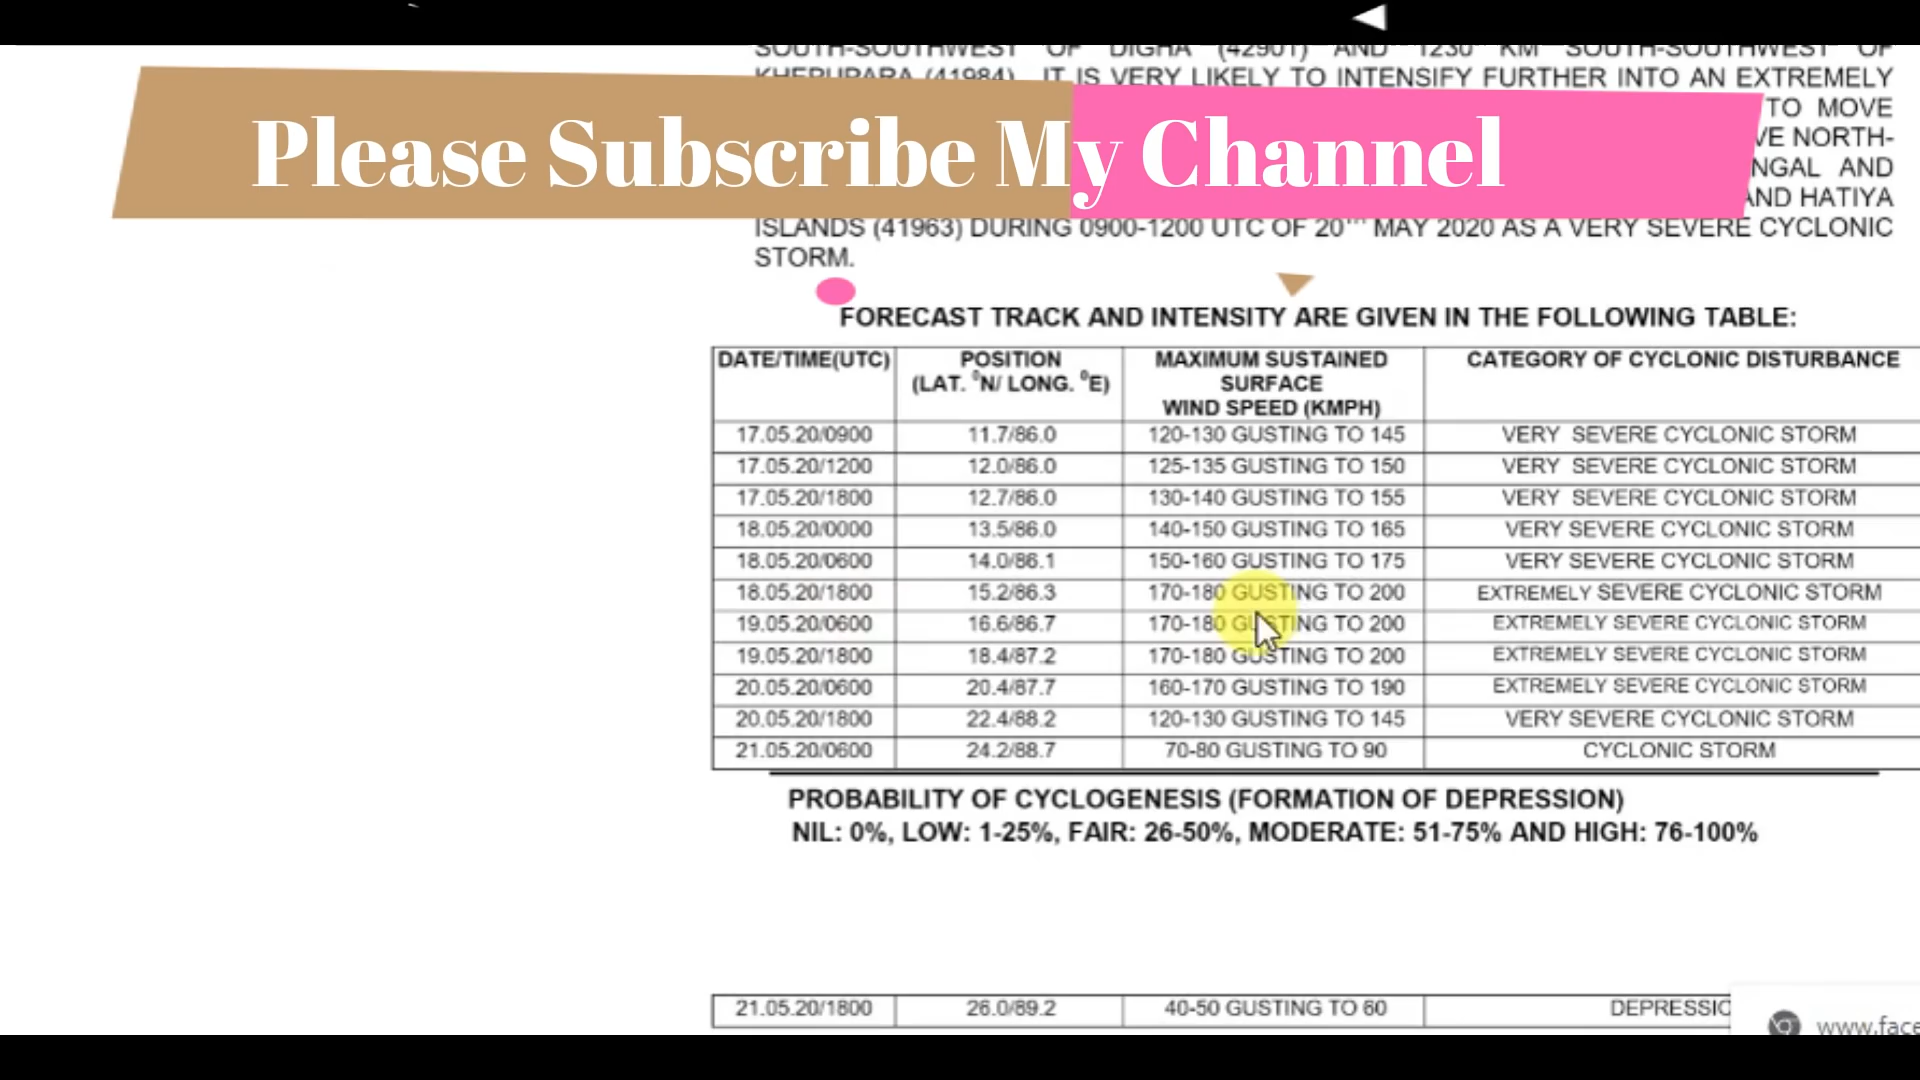 SOUTH-SOUTHWEST OF DIGHA (42901) AND 1230 KM SOUTH-SOUTHWEST OF
KHEPUPARA (41984). IT IS VERY LIKELY TO INTENSIFY FURTHER INTO AN EXTREMELY
TO MOVE
NORTH-
AND
AND HATIYA
Please Subscribe My Channel
ISLANDS (41963) DURING 0900-1200 UTC OF 20TH MAY 2020 AS A VERY SEVERE CYCLONIC
STORM.
FORECAST TRACK AND INTENSITY ARE GIVEN IN THE FOLLOWING TABLE:
DATE/TIME(UTC) POSITION (LAT. 0N/ LONG. 0E) MAXIMUM SUSTAINED SURFACE WIND SPEED (KMPH) CATEGORY OF CYCLONIC DISTURBANCE
17.05.20/0900 11.7/86.0 120-130 GUSTING TO 145 VERY SEVERE CYCLONIC STORM
17.05.20/1200 12.0/86.0 125-135 GUSTING TO 150 VERY SEVERE CYCLONIC STORM
17.05.20/1800 12.7/86.0 130-140 GUSTING TO 155 VERY SEVERE CYCLONIC STORM
18.05.20/0000 13.5/86.0 140-150 GUSTING TO 165 VERY SEVERE CYCLONIC STORM
18.05.20/0600 14.0/86.1 150-160 GUSTING TO 175 VERY SEVERE CYCLONIC STORM
18.05.20/1800 15.2/86.3 170-180 GUSTING TO 200 EXTREMELY SEVERE CYCLONIC STORM
19.05.20/0600 16.6/86.7 170-180 GUSTING TO 200 EXTREMELY SEVERE CYCLONIC STORM
19.05.20/1800 18.4/87.2 170-180 GUSTING TO 200 EXTREMELY SEVERE CYCLONIC STORM
20.05.20/0600 20.4/87.7 160-170 GUSTING TO 190 EXTREMELY SEVERE CYCLONIC STORM
20.05.20/1800 22.4/88.2 120-130 GUSTING TO 145 VERY SEVERE CYCLONIC STORM
21.05.20/0600 24.2/88.7 70-80 GUSTING TO 90 CYCLONIC STORM
PROBABILITY OF CYCLOGENESIS (FORMATION OF DEPRESSION)
NIL: 0%, LOW: 1-25%, FAIR: 26-50%, MODERATE: 51-75% AND HIGH: 76-100%
21.05.20/1800 26.0/89.2 40-50 GUSTING TO 60 DEPRESSIO
www.face